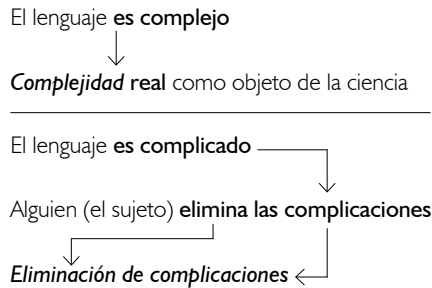 El lenguaje es complejo
Complejidad real como objeto de la ciencia
El lenguaje es complicado
Alguien (el sujeto) elimina las complicaciones
Eliminación de complicaciones